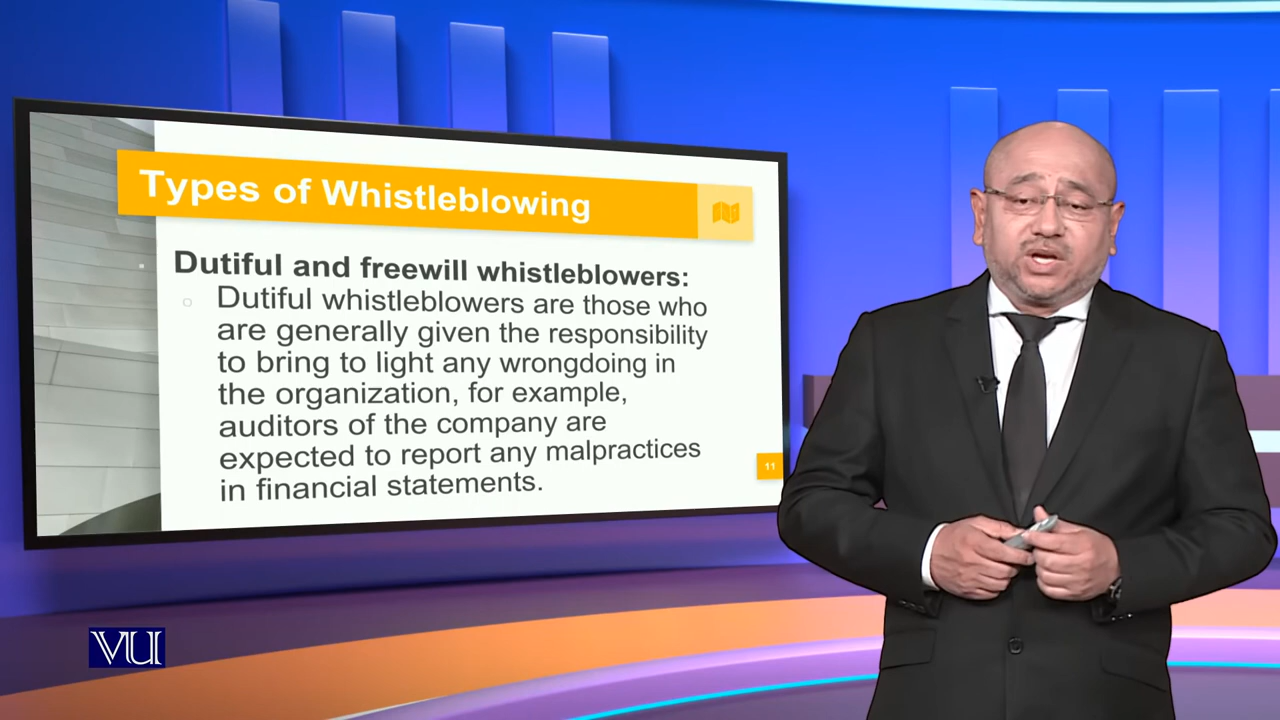 Types of Whistleblowing
Dutiful and freewill whistleblowers:
Dutiful whistleblowers are those who
are generally given the responsibility
to bring to light any wrongdoing in
the organization, for example,
auditors of the company are
expected to report any malpractices
in financial statements.
11
VU